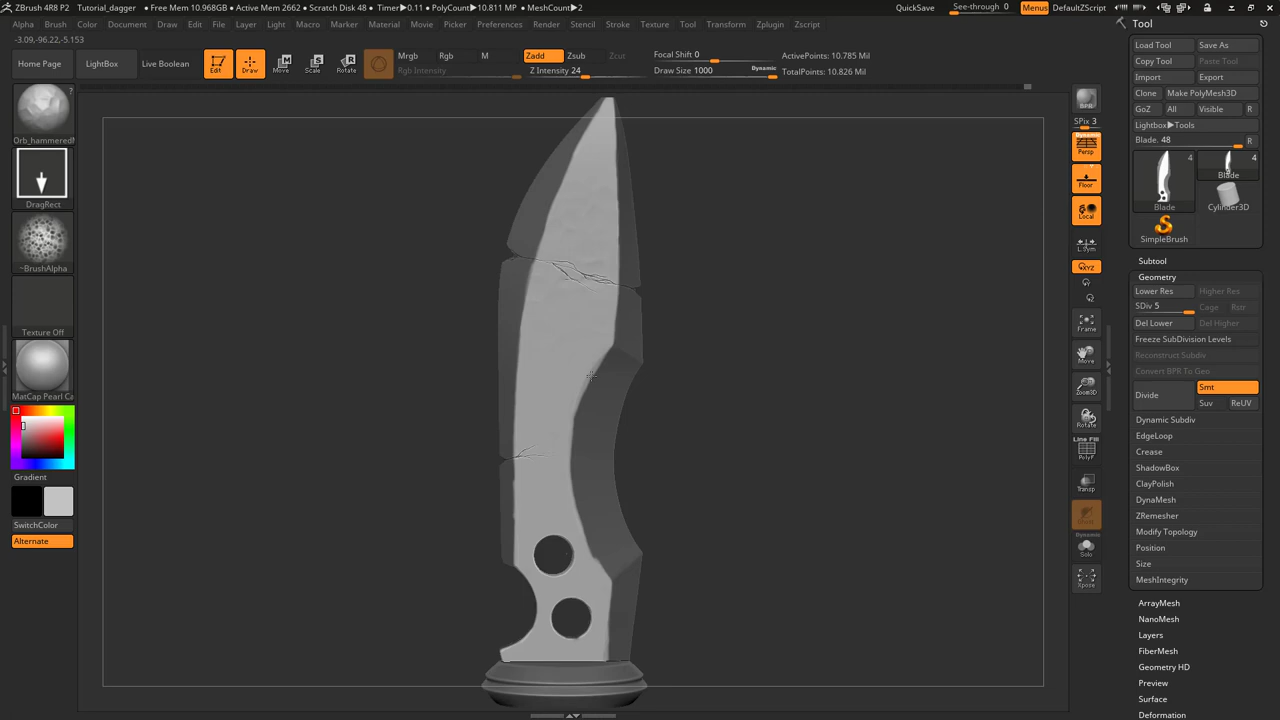 ZBrush 4R8 P2 Tutorial_dagger • Free Mem 10.968GB • Active Mem 2662 • Scratch Disk 48 • Timer▶0.11 • PolyCount▶10.811 MP • MeshCount▶2 QuickSave See-through 0 Menus DefaultZScript
Alpha Brush Color Document Draw Edit File Layer Light Macro Marker Material Movie Picker Preferences Render Stencil Stroke Texture Tool Transform Zplugin Zscript
-3.09,-96.22,-5.153
Home Page LightBox Live Boolean Edit Draw Move Scale Rotate
Mrgb Rgb M
Rgb Intensity
Zadd Zsub Zcut
Z Intensity 24
Focal Shift 0
Draw Size 1000 Dynamic
ActivePoints: 10.785 Mil
TotalPoints: 10.826 Mil
?
Orb_hammered
DragRect
~BrushAlpha
Texture Off
MatCap Pearl Ca
Gradient
SwitchColor
Alternate
BPR
SPix 3
Dynamic
Persp
Floor
Local
L.Sym
XYZ
Frame
Move
Zoom3D
Rotate
Line Fill
PolyF
Transp
Ghost
Dynamic
Solo
Xpose
Tool
Load Tool Save As
Copy Tool Paste Tool
Import Export
Clone Make PolyMesh3D
GoZ All Visible R
Lightbox▶Tools
Blade. 48 R
4 4
Blade
Blade Cylinder3D
SimpleBrush
Subtool
Geometry
Lower Res Higher Res
SDiv 5 Cage Rstr
Del Lower Del Higher
Freeze SubDivision Levels
Reconstruct Subdiv
Convert BPR To Geo
Divide Smt
Suv ReUV
Dynamic Subdiv
EdgeLoop
Crease
ShadowBox
ClayPolish
DynaMesh
ZRemesher
Modify Topology
Position
Size
MeshIntegrity
ArrayMesh
NanoMesh
Layers
FiberMesh
Geometry HD
Preview
Surface
Deformation